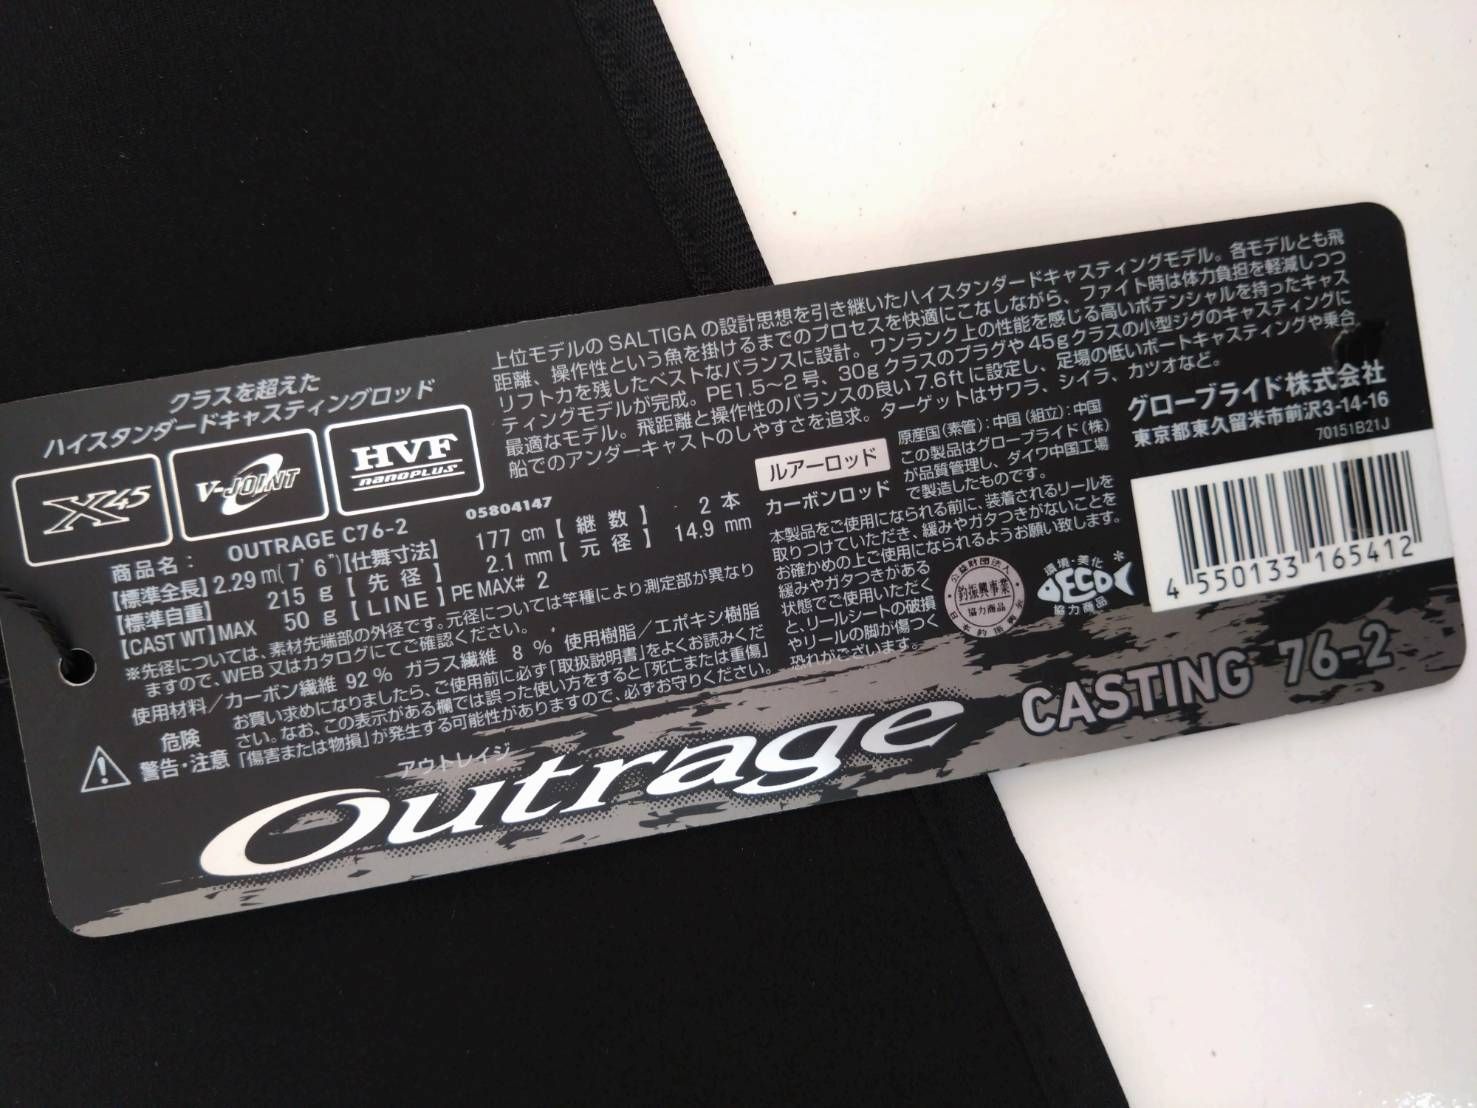 クラスを超えた
ハイスタンダードキャスティングロッド
X45
V-JOINT
HVF
nanoPLUS
05804147
商品名： OUTRAGE C76-2
【標準全長】2.29m(7'6")【仕舞寸法】 177cm【継数】 2本
【標準自重】 215g【先径】 2.1mm【元径】 14.9mm
【CAST WT】MAX 50g【LINE】PE MAX# 2
※先径については、素材先端部の外径です。元径については竿種により測定部が異なり
ますので、WEB又はカタログにてご確認ください。
使用材料／カーボン繊維 92% ガラス繊維 8% 使用樹脂／エポキシ樹脂
危険
警告・注意
お買い求めになりましたら、ご使用前に必ず「取扱説明書」をよくお読みくだ
さい。なお、この表示がある欄では誤った使い方をすると「死亡または重傷」
「傷害または物損」が発生する可能性がありますので、必ずお守りください。
上位モデルのSALTIGAの設計思想を引き継いたハイスタンダードキャスティングモデル。各モデルとも飛
距離、操作性という魚を掛けるまでのプロセスを快適にこなしながら、ファイト時は体力負担を軽減しつつ
リフト力を残したベストなバランスに設計。ワンランク上の性能を感じる高いポテンシャルを持ったキャス
ティングモデルが完成。PE1.5～2号、30gクラスのプラグや45gクラスの小型ジグのキャスティングに
最適なモデル。飛距離と操作性のバランスの良い7.6ftに設定し、足場の低いボートキャスティングや乗合
船でのアンダーキャストのしやすさを追求。ターゲットはサワラ、シイラ、カツオなど。
ルアーロッド
カーボンロッド
原産国(素管)：中国(組立)：中国
この製品はグローブライド(株)
が品質管理し、ダイワ中国工場
で製造したものです。
本製品をご使用になられる前に、装着されるリールを
取りつけていただき、緩みやガタつきがないことを
お確かめの上ご使用になられるようお願い致します。
緩みやガタつきがある
状態でご使用いただく
と、リールシートの破損
やリールの脚が傷つく
恐れがございます。
公益財団法人
釣振興事業
協力商品
日本釣振興会
環境・美化
ECO
協力商品
グローブライド株式会社
東京都東久留米市前沢3-14-16
70151B21J
4 550133 165412
アウトレイジ
Outrage
CASTING 76-2